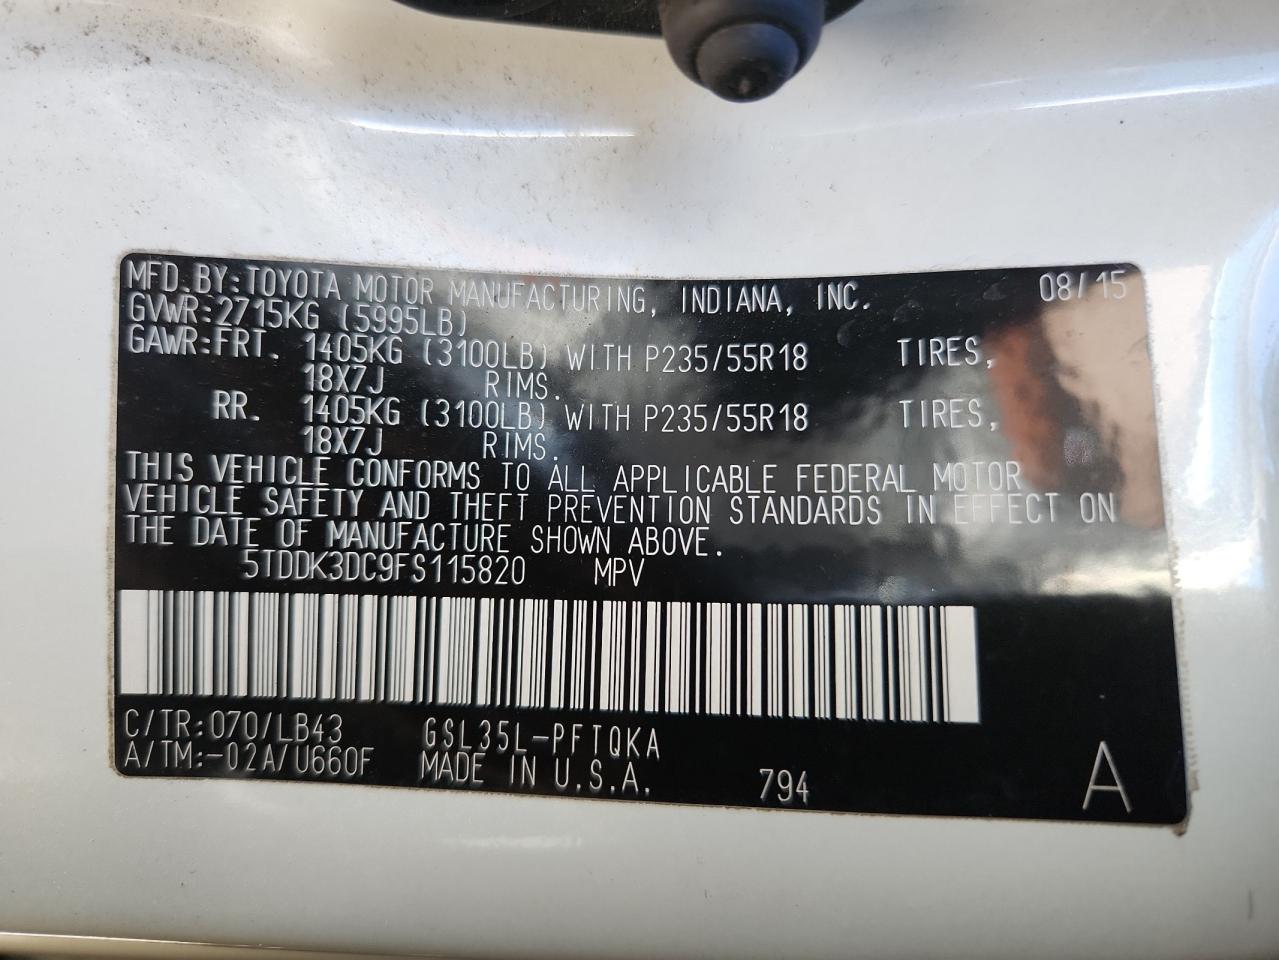 MFD.BY:TOYOTA MOTOR MANUFACTURING, INDIANA, INC. 08/15
GVWR:2715KG (5995LB)
GAWR:FRT. 1405KG (3100LB) WITH P235/55R18 TIRES,
18X7J RIMS.
RR. 1405KG (3100LB) WITH P235/55R18 TIRES,
18X7J RIMS.
THIS VEHICLE CONFORMS TO ALL APPLICABLE FEDERAL MOTOR
VEHICLE SAFETY AND THEFT PREVENTION STANDARDS IN EFFECT ON
THE DATE OF MANUFACTURE SHOWN ABOVE.
5TDDK3DC9FS115820 MPV
C/TR:070/LB43 GSL35L-PFTQKA
A/TM:-02A/U660F MADE IN U.S.A. 794 A